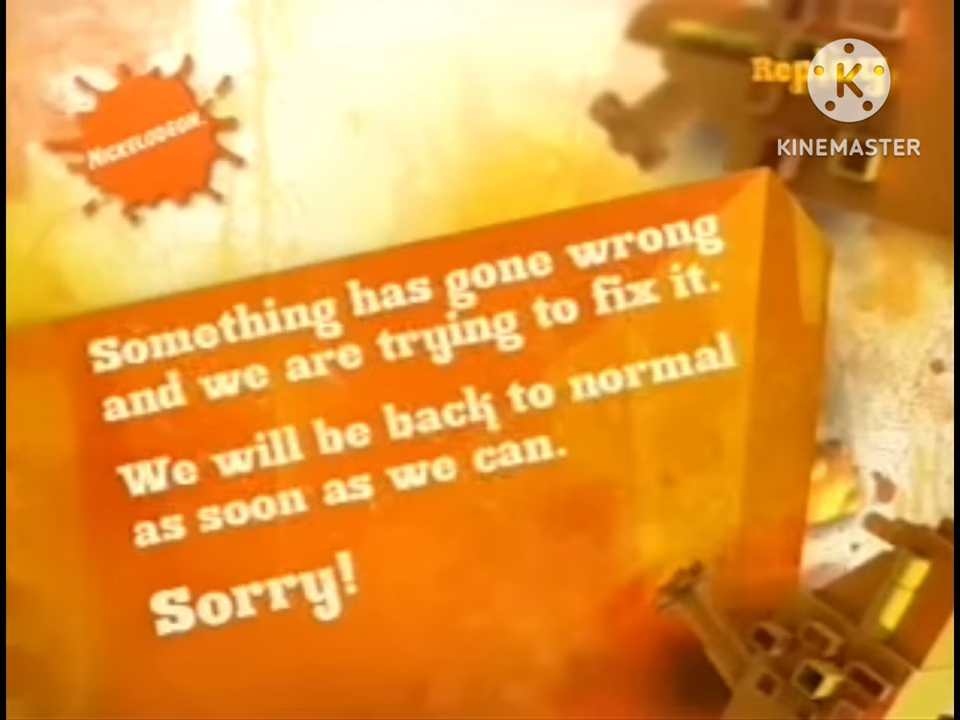 NICKELODEON
KINEMASTER
Something has gone wrong
and we are trying to fix it.
We will be back to normal
as soon as we can.
Sorry!